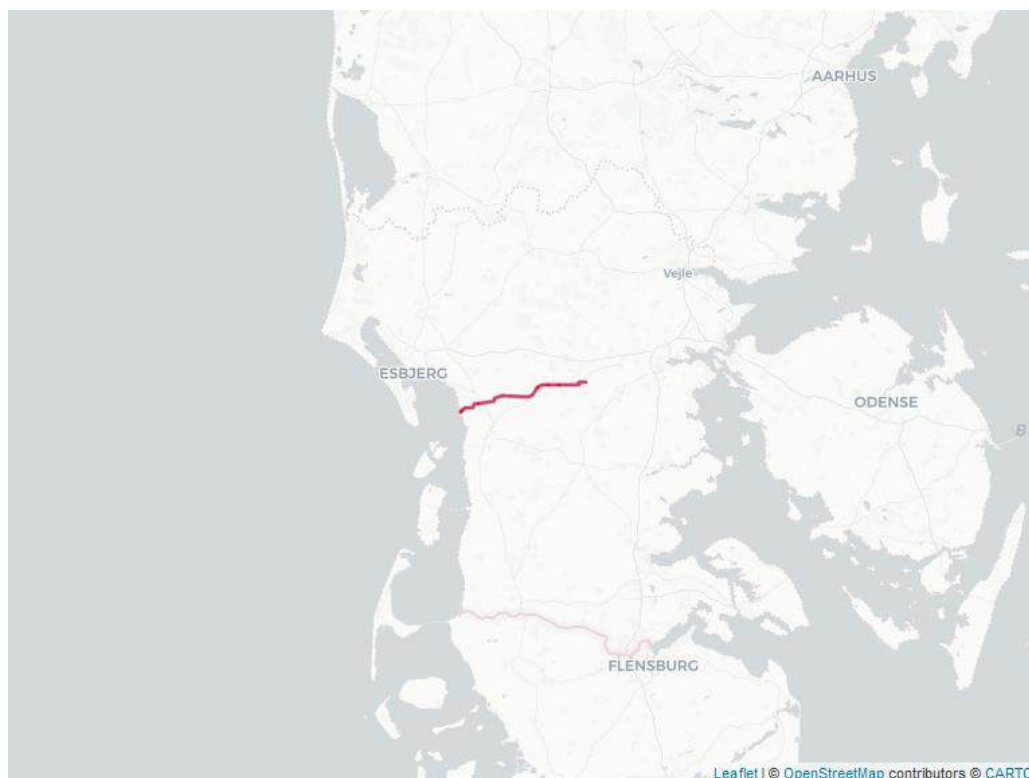 AARHUS
Vejle
ESBJERG
ODENSE
B
FLENSBURG
Leaflet | © OpenStreetMap contributors © CARTO